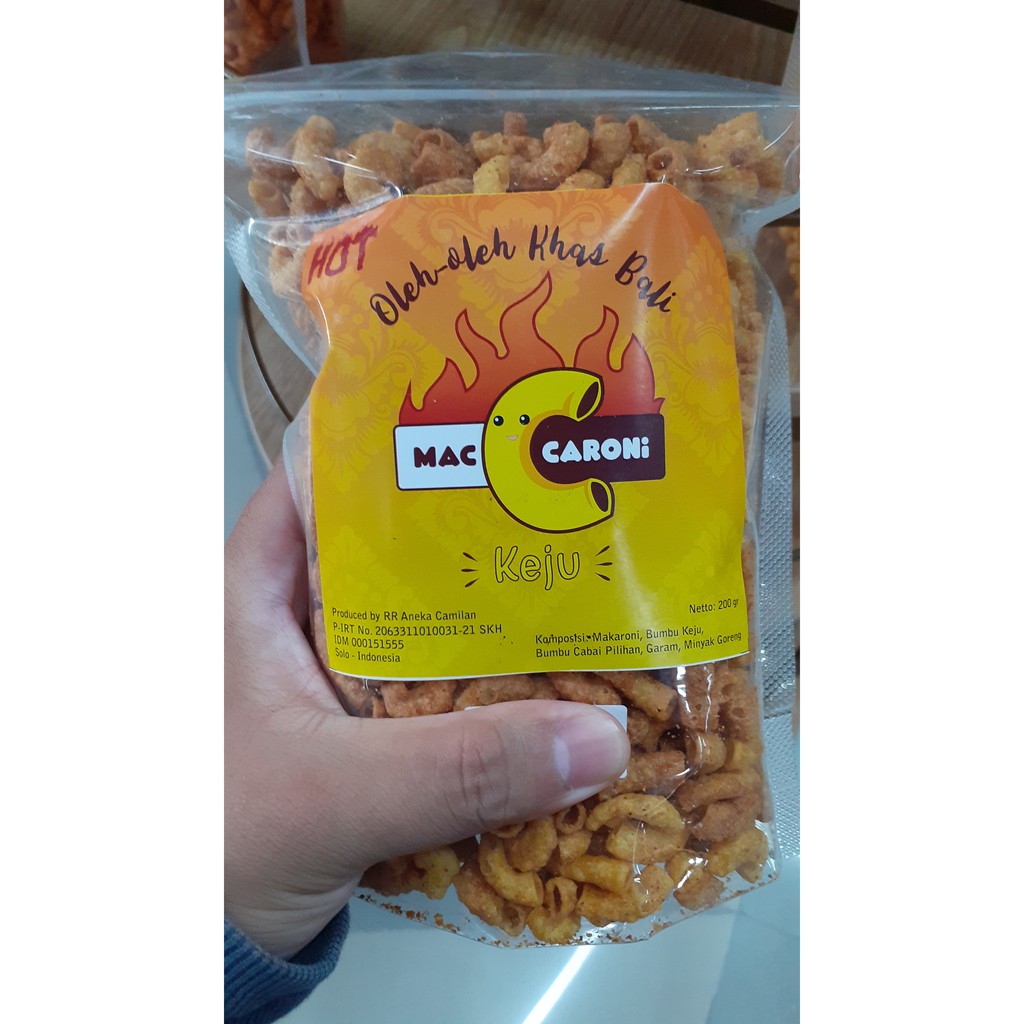 HOT
Oleh-oleh Khas Bali
MAC CARONi
Keju
Produced by RR Aneka Camilan
P-IRT No. 2063311010031-21 SKH
IDM 000151555
Solo - Indonesia
Netto: 200 gr
Komposisi: Makaroni, Bumbu Keju,
Bumbu Cabai Pilihan, Garam, Minyak Goreng